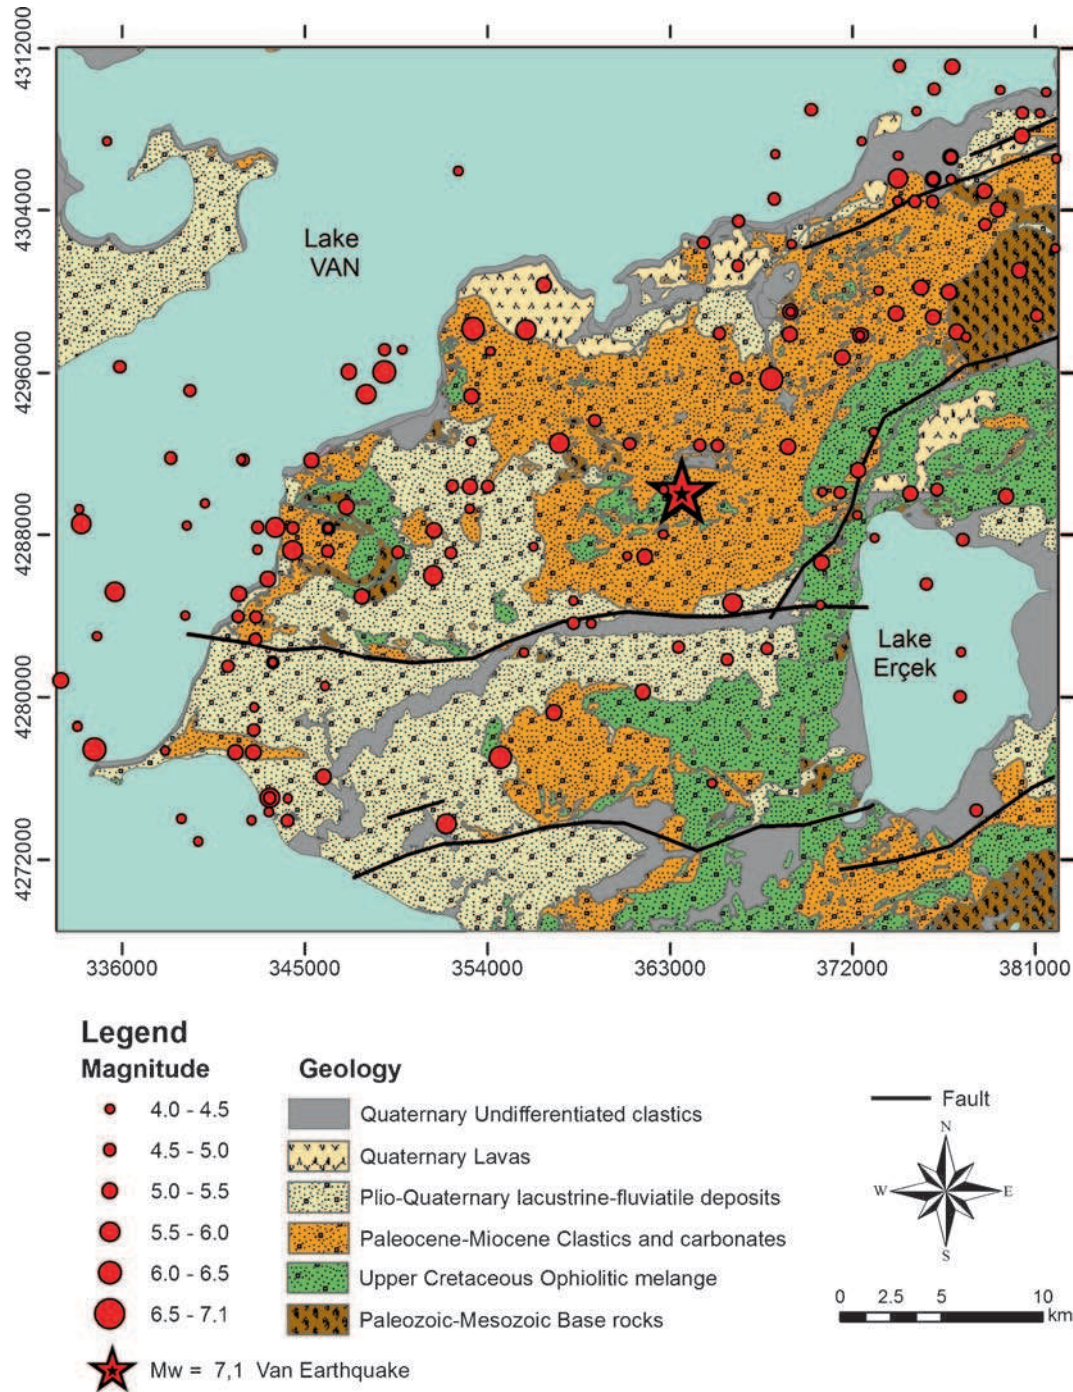 4312000
4304000
4296000
4288000
4280000
4272000
Lake
VAN
Lake
Erçek
336000 345000 354000 363000 372000 381000
Legend
Magnitude
4.0 - 4.5
4.5 - 5.0
5.0 - 5.5
5.5 - 6.0
6.0 - 6.5
6.5 - 7.1
Mw = 7,1 Van Earthquake
Geology
Quaternary Undifferentiated clastics
Quaternary Lavas
Plio-Quaternary lacustrine-fluviatile deposits
Paleocene-Miocene Clastics and carbonates
Upper Cretaceous Ophiolitic melange
Paleozoic-Mesozoic Base rocks
Fault
N
W E
S
0 2.5 5 10
km